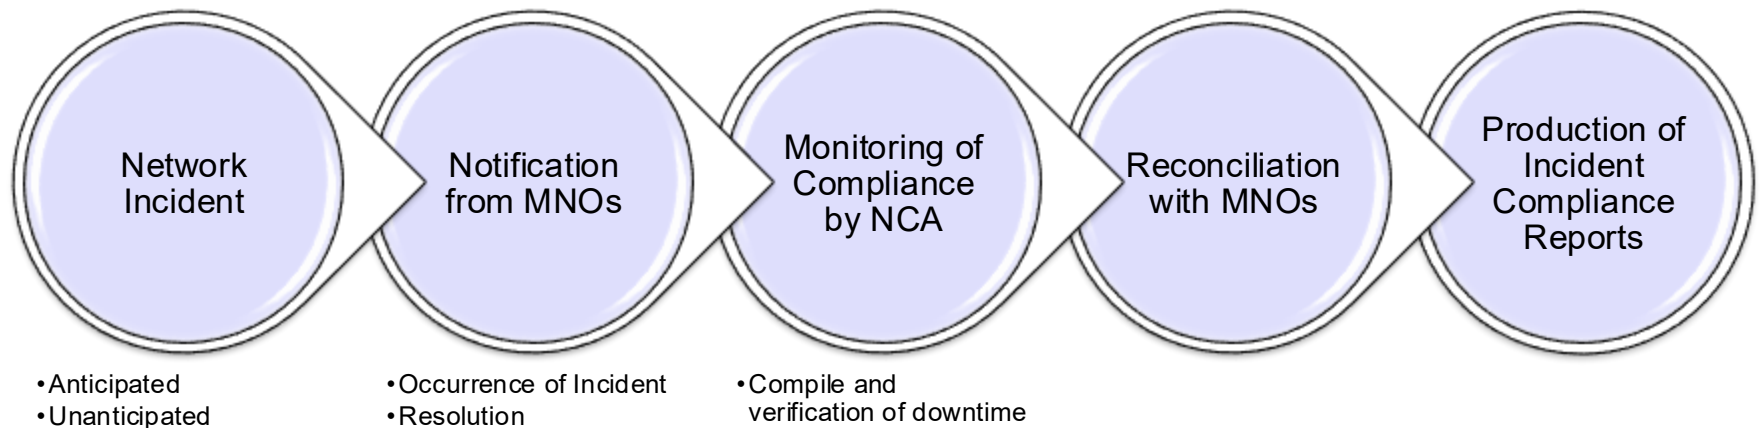 Network
Incident
Notification
from MNOs
Monitoring of
Compliance
by NCA
Reconciliation
with MNOs
Production of
Incident
Compliance
Reports
•Anticipated
•Unanticipated
•Occurrence of Incident
•Resolution
•Compile and
verification of downtime